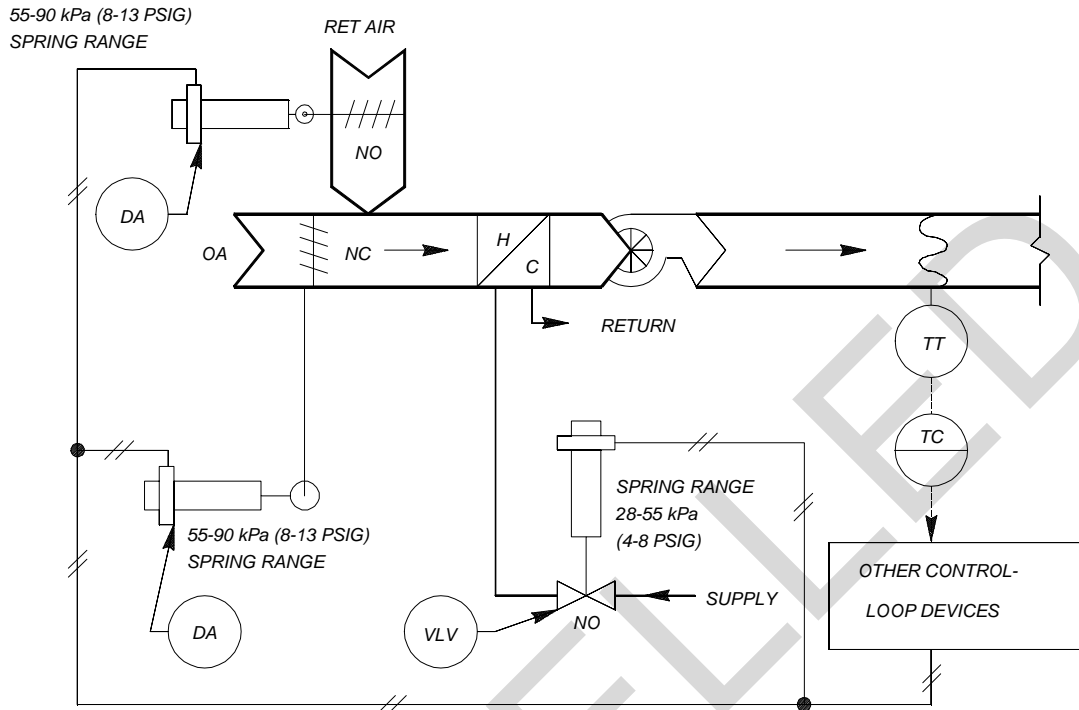 55-90 kPa (8-13 PSIG)
SPRING RANGE
RET AIR
NO
DA
OA
NC
H
C
RETURN
TT
TC
SPRING RANGE
28-55 kPa
(4-8 PSIG)
55-90 kPa (8-13 PSIG)
SPRING RANGE
OTHER CONTROL-
LOOP DEVICES
SUPPLY
NO
DA
VLV
ELLED